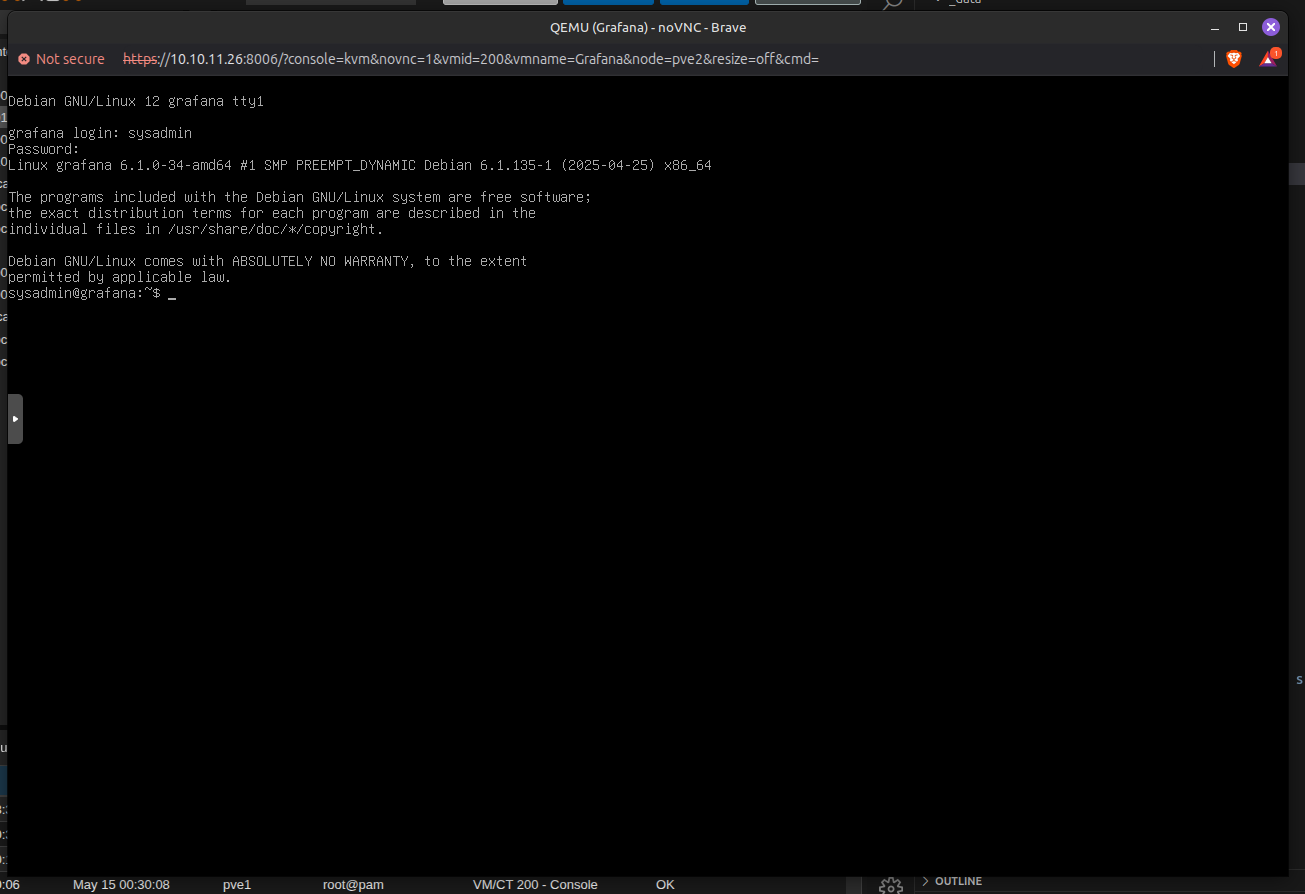 _data
QEMU (Grafana) - noVNC - Brave
Not secure https://10.10.11.26:8006/?console=kvm&novnc=1&vmid=200&vmname=Grafana&node=pve2&resize=off&cmd= 1
Debian GNU/Linux 12 grafana tty1
grafana login: sysadmin
Password:
Linux grafana 6.1.0-34-amd64 #1 SMP PREEMPT_DYNAMIC Debian 6.1.135-1 (2025-04-25) x86_64
The programs included with the Debian GNU/Linux system are free software;
the exact distribution terms for each program are described in the
individual files in /usr/share/doc/*/copyright.
Debian GNU/Linux comes with ABSOLUTELY NO WARRANTY, to the extent
permitted by applicable law.
sysadmin@grafana:~$ _
:06 May 15 00:30:08 pve1 root@pam VM/CT 200 - Console OK
OUTLINE